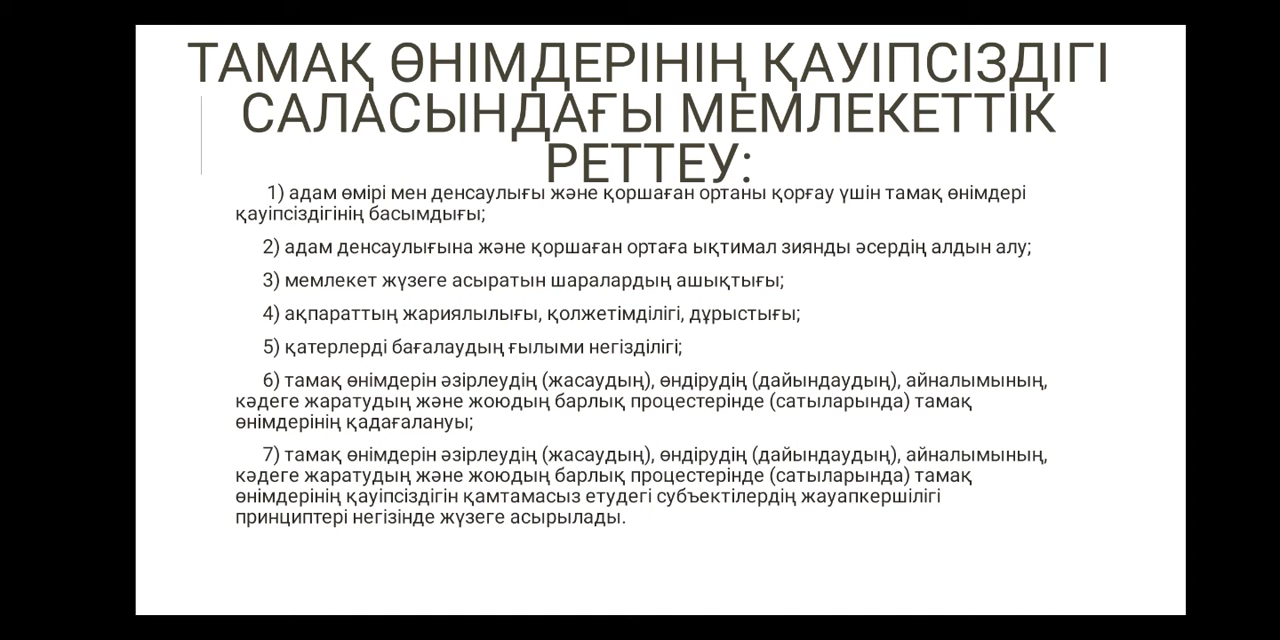 ТАМАҚ ӨНІМДЕРІНІҢ ҚАУІПСІЗДІГІ
САЛАСЫНДАҒЫ МЕМЛЕКЕТТІК
РЕТТЕУ:
1) адам өмірі мен денсаулығы және қоршаған ортаны қорғау үшін тамақ өнімдері
қауіпсіздігінің басымдығы;
2) адам денсаулығына және қоршаған ортаға ықтимал зиянды әсердің алдын алу;
3) мемлекет жүзеге асыратын шаралардың ашықтығы;
4) ақпараттың жариялылығы, қолжетімділігі, дұрыстығы;
5) қатерлерді бағалаудың ғылыми негізділігі;
6) тамақ өнімдерін әзірлеудің (жасаудың), өндірудің (дайындаудың), айналымының,
кәдеге жаратудың және жоюдың барлық процестерінде (сатыларында) тамақ
өнімдерінің қадағалануы;
7) тамақ өнімдерін әзірлеудің (жасаудың), өндірудің (дайындаудың), айналымының,
кәдеге жаратудың және жоюдың барлық процестерінде (сатыларында) тамақ
өнімдерінің қауіпсіздігін қамтамасыз етудегі субъектілердің жауапкершілігі
принциптері негізінде жүзеге асырылады.